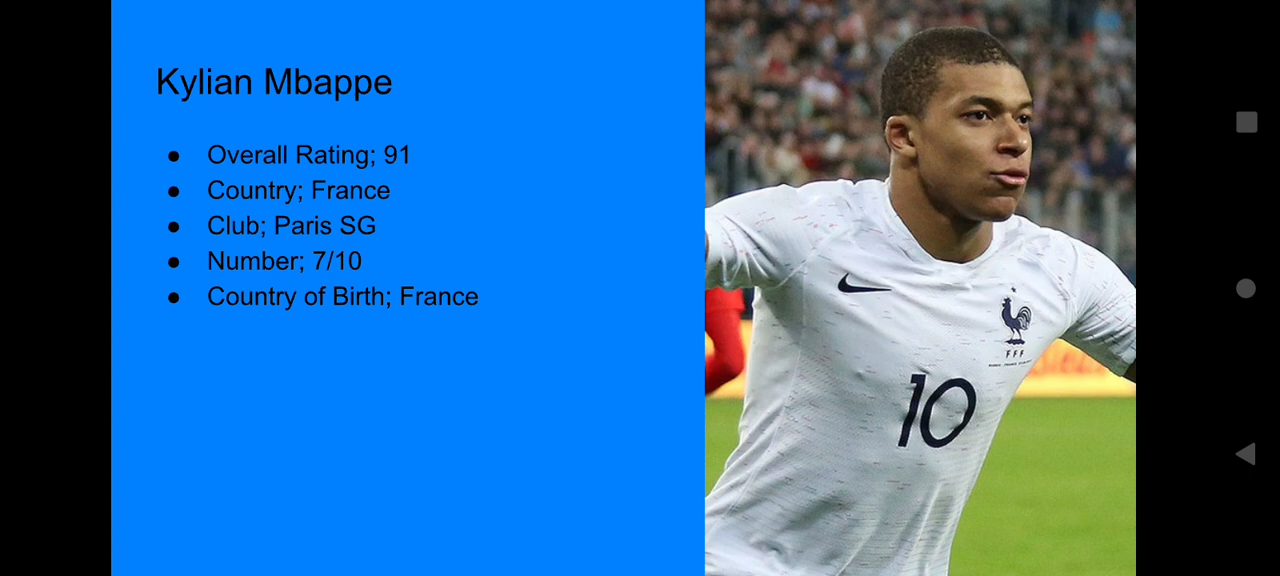 Kylian Mbappe
● Overall Rating; 91
● Country; France
● Club; Paris SG
● Number; 7/10
● Country of Birth; France
FFF
10